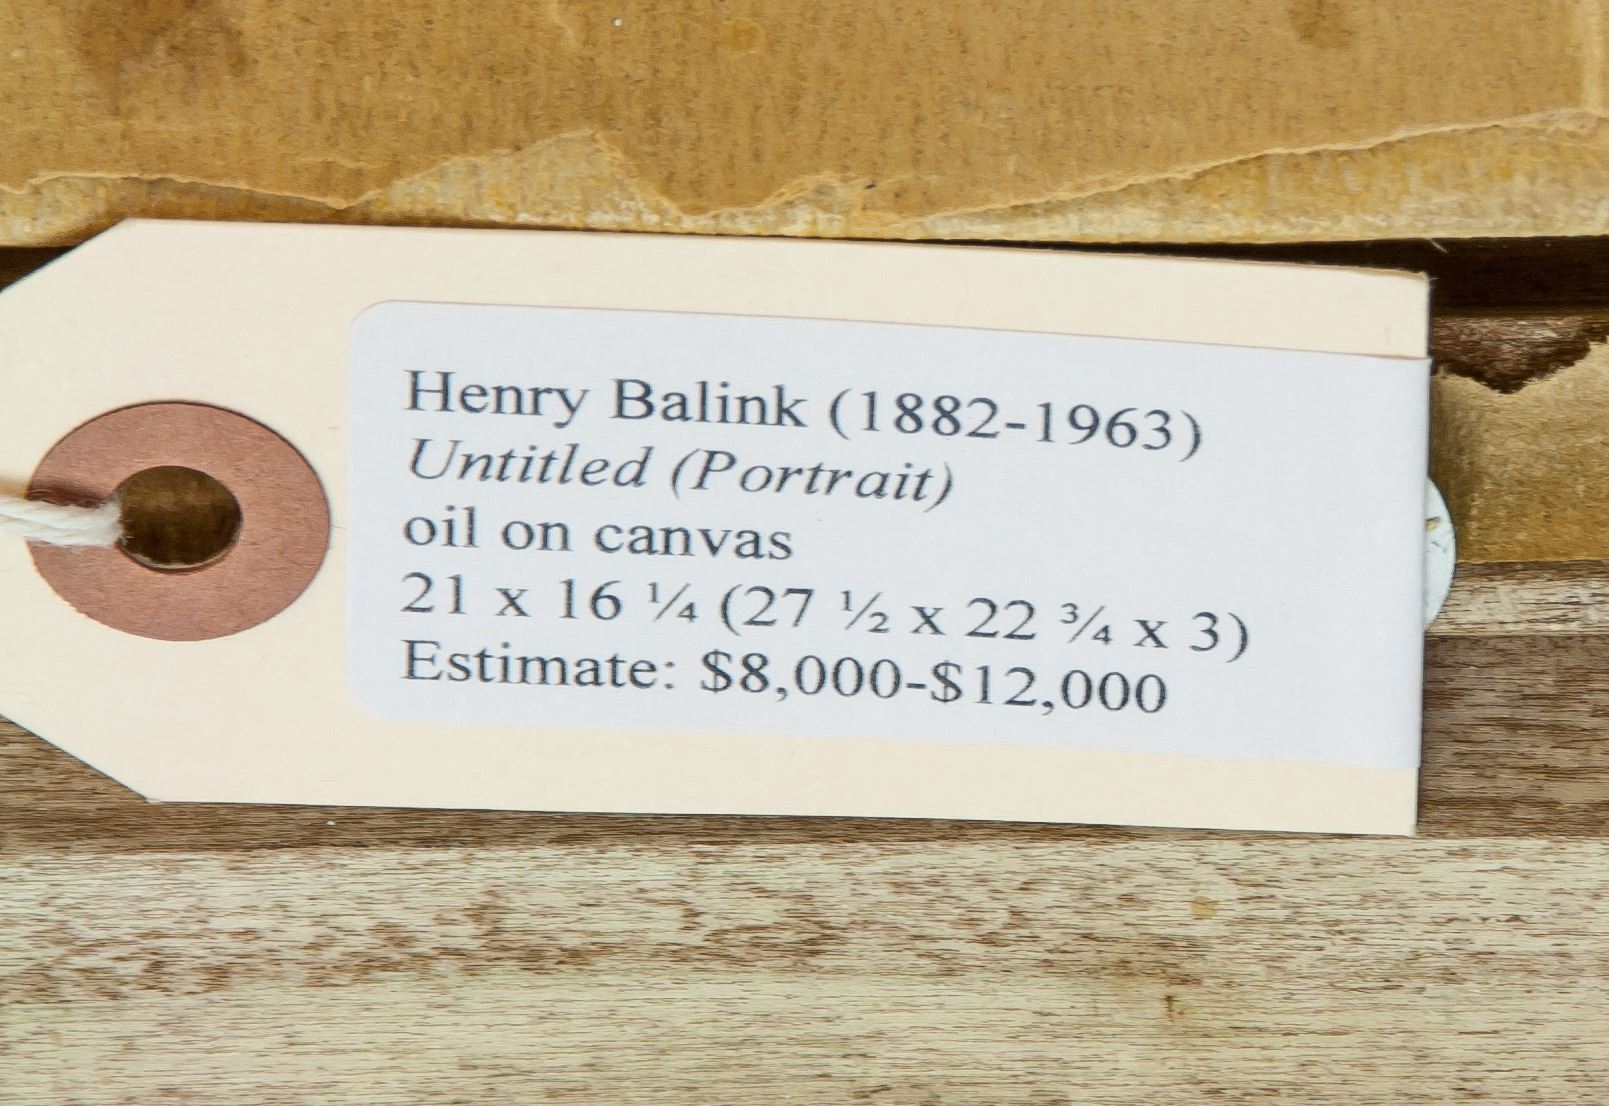 Henry Balink (1882-1963)
Untitled (Portrait)
oil on canvas
21 x 16 ¼ (27 ½ x 22 ¾ x 3)
Estimate: $8,000-$12,000